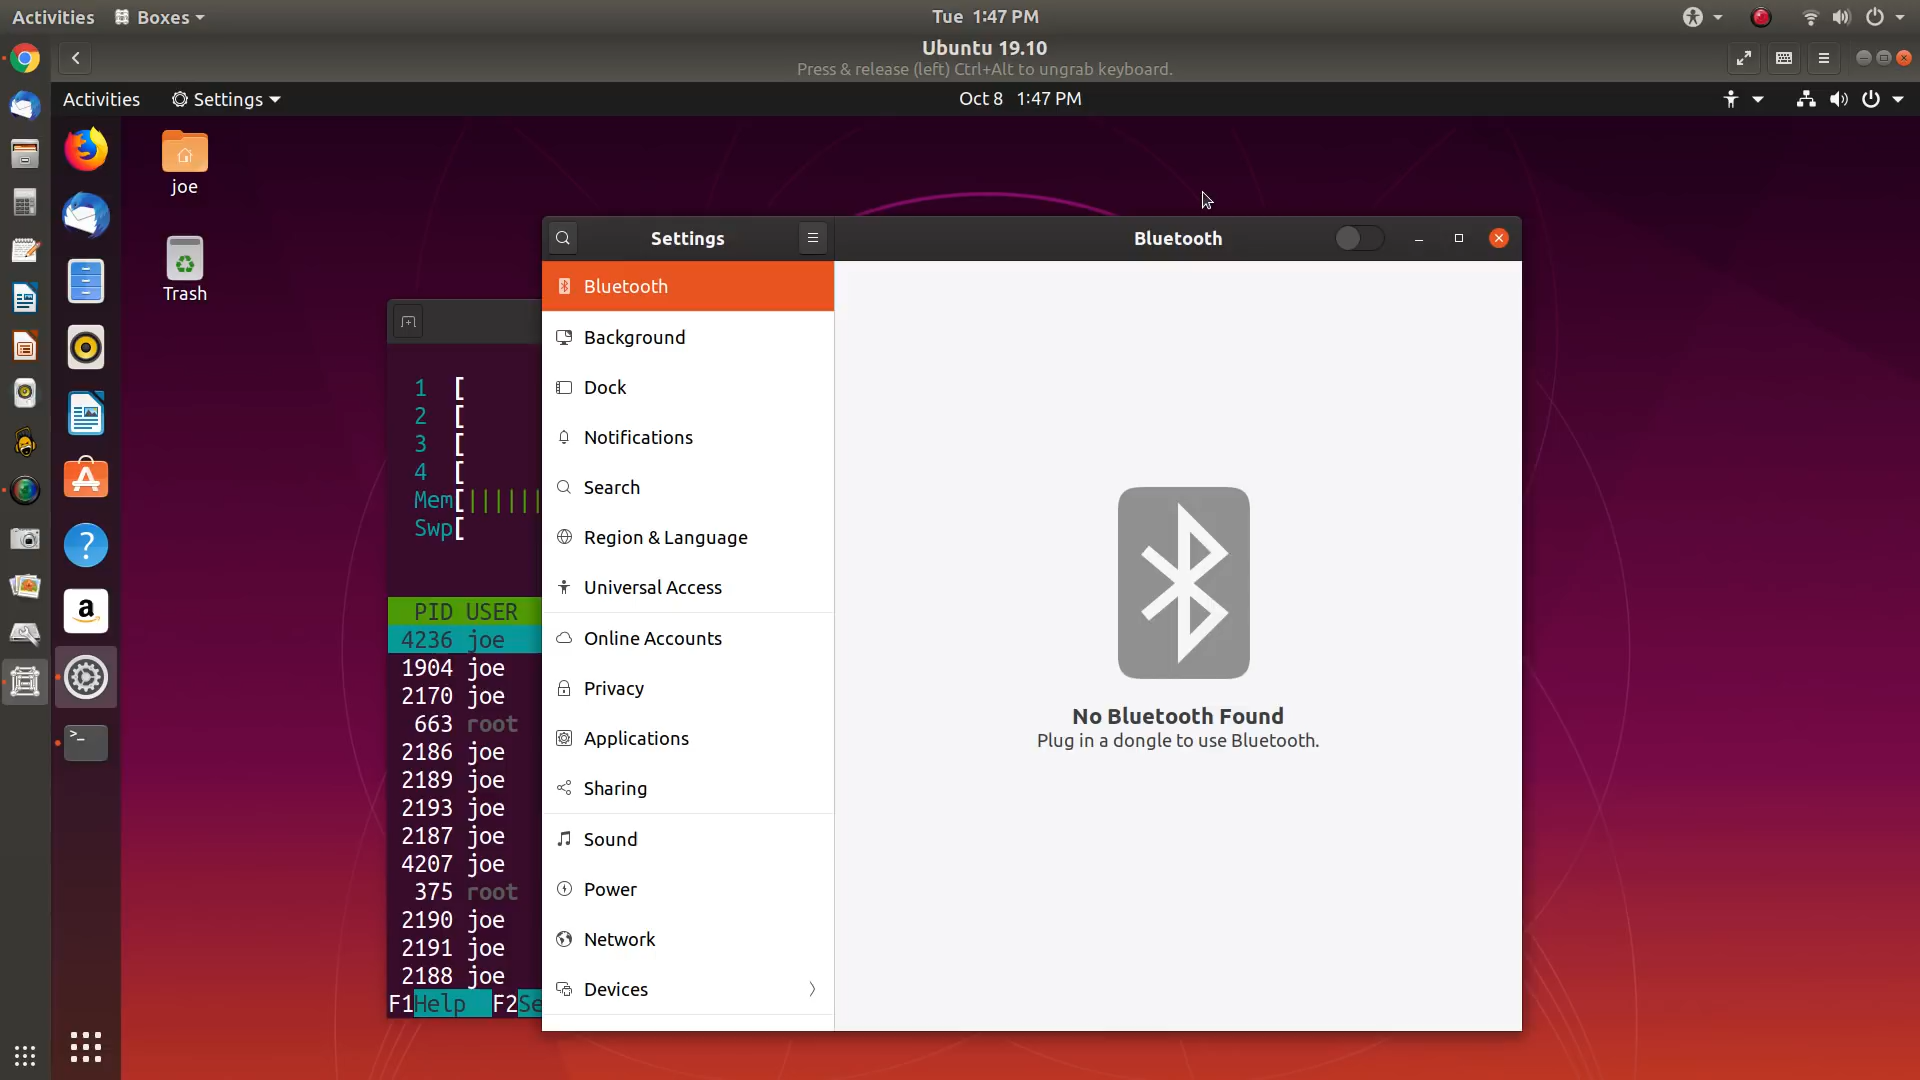 Activities
Boxes
Tue 1:47 PM
Ubuntu 19.10
Press & release (left) Ctrl+Alt to ungrab keyboard.
Activities
Settings
Oct 8 1:47 PM
joe
Trash
Settings
Bluetooth
Bluetooth
Background
Dock
Notifications
Search
Region & Language
Universal Access
Online Accounts
Privacy
Applications
Sharing
Sound
Power
Network
Devices
No Bluetooth Found
Plug in a dongle to use Bluetooth.
1 [
2 [
3 [
4 [
Mem[||||||
Swp[
PID USER
4236 joe
1904 joe
2170 joe
663 root
2186 joe
2189 joe
2193 joe
2187 joe
4207 joe
375 root
2190 joe
2191 joe
2188 joe
F1Help F2Se
?
a
>_